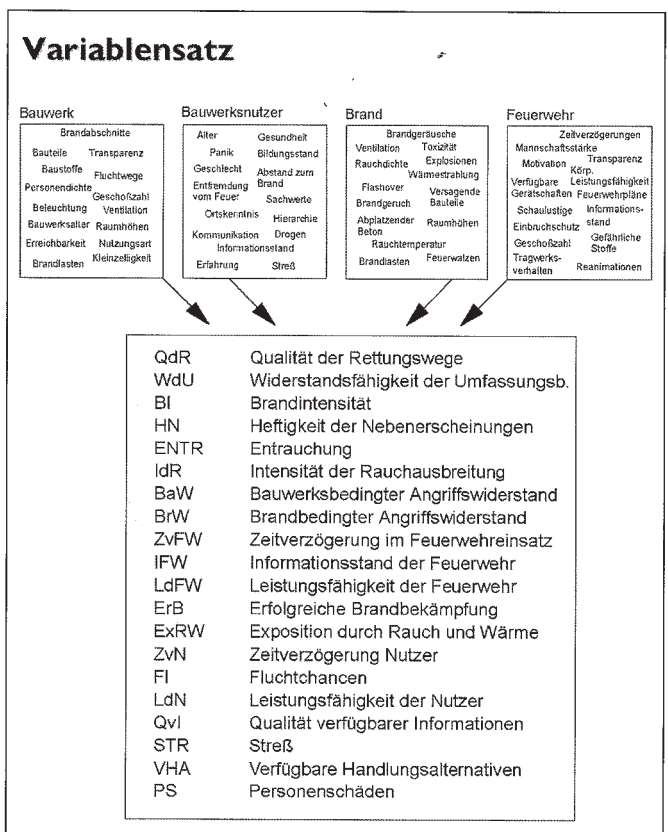 Variablensatz
Bauwerk
Brandabschnitte
Bauteile Transparenz
Baustoffe Fluchtwege
Personendichte
Geschoßzahl
Beleuchtung Ventilation
Bauwerksalter Raumhöhen
Erreichbarkeit Nutzungsart
Brandlasten Kleinzelligkeit
Bauwerksnutzer
Alter Gesundheit
Panik Bildungsstand
Geschlecht Abstand zum
Brand
Entfremdung
vom Feuer Sachwerte
Ortskenntnis Hierarchie
Kommunikation Drogen
Informationsstand
Erfahrung Streß
Brand
Brandgeräusche
Ventilation Toxizität
Rauchdichte Explosionen
Wärmestrahlung
Flashover Versagende
Bauteile
Brandgeruch
Abplatzender
Beton Raumhöhen
Rauchtemperatur
Brandlasten Feuerwalzen
Feuerwehr
Zeitverzögerungen
Mannschaftsstärke
Motivation Transparenz
Körp.
Leistungsfähigkeit
Verfügbare
Gerätschaften Feuerwehrpläne
Schaulustige Informations-
stand
Einbruchschutz
Geschoßzahl Gefährliche
Stoffe
Tragwerks-
verhalten Reanimationen
QdR Qualität der Rettungswege
WdU Widerstandsfähigkeit der Umfassungsb.
BI Brandintensität
HN Heftigkeit der Nebenerscheinungen
ENTR Entrauchung
IdR Intensität der Rauchausbreitung
BaW Bauwerksbedingter Angriffswiderstand
BrW Brandbedingter Angriffswiderstand
ZvFW Zeitverzögerung im Feuerwehreinsatz
IFW Informationsstand der Feuerwehr
LdFW Leistungsfähigkeit der Feuerwehr
ErB Erfolgreiche Brandbekämpfung
ExRW Exposition durch Rauch und Wärme
ZvN Zeitverzögerung Nutzer
Fl Fluchtchancen
LdN Leistungsfähigkeit der Nutzer
QvI Qualität verfügbarer Informationen
STR Streß
VHA Verfügbare Handlungsalternativen
PS Personenschäden